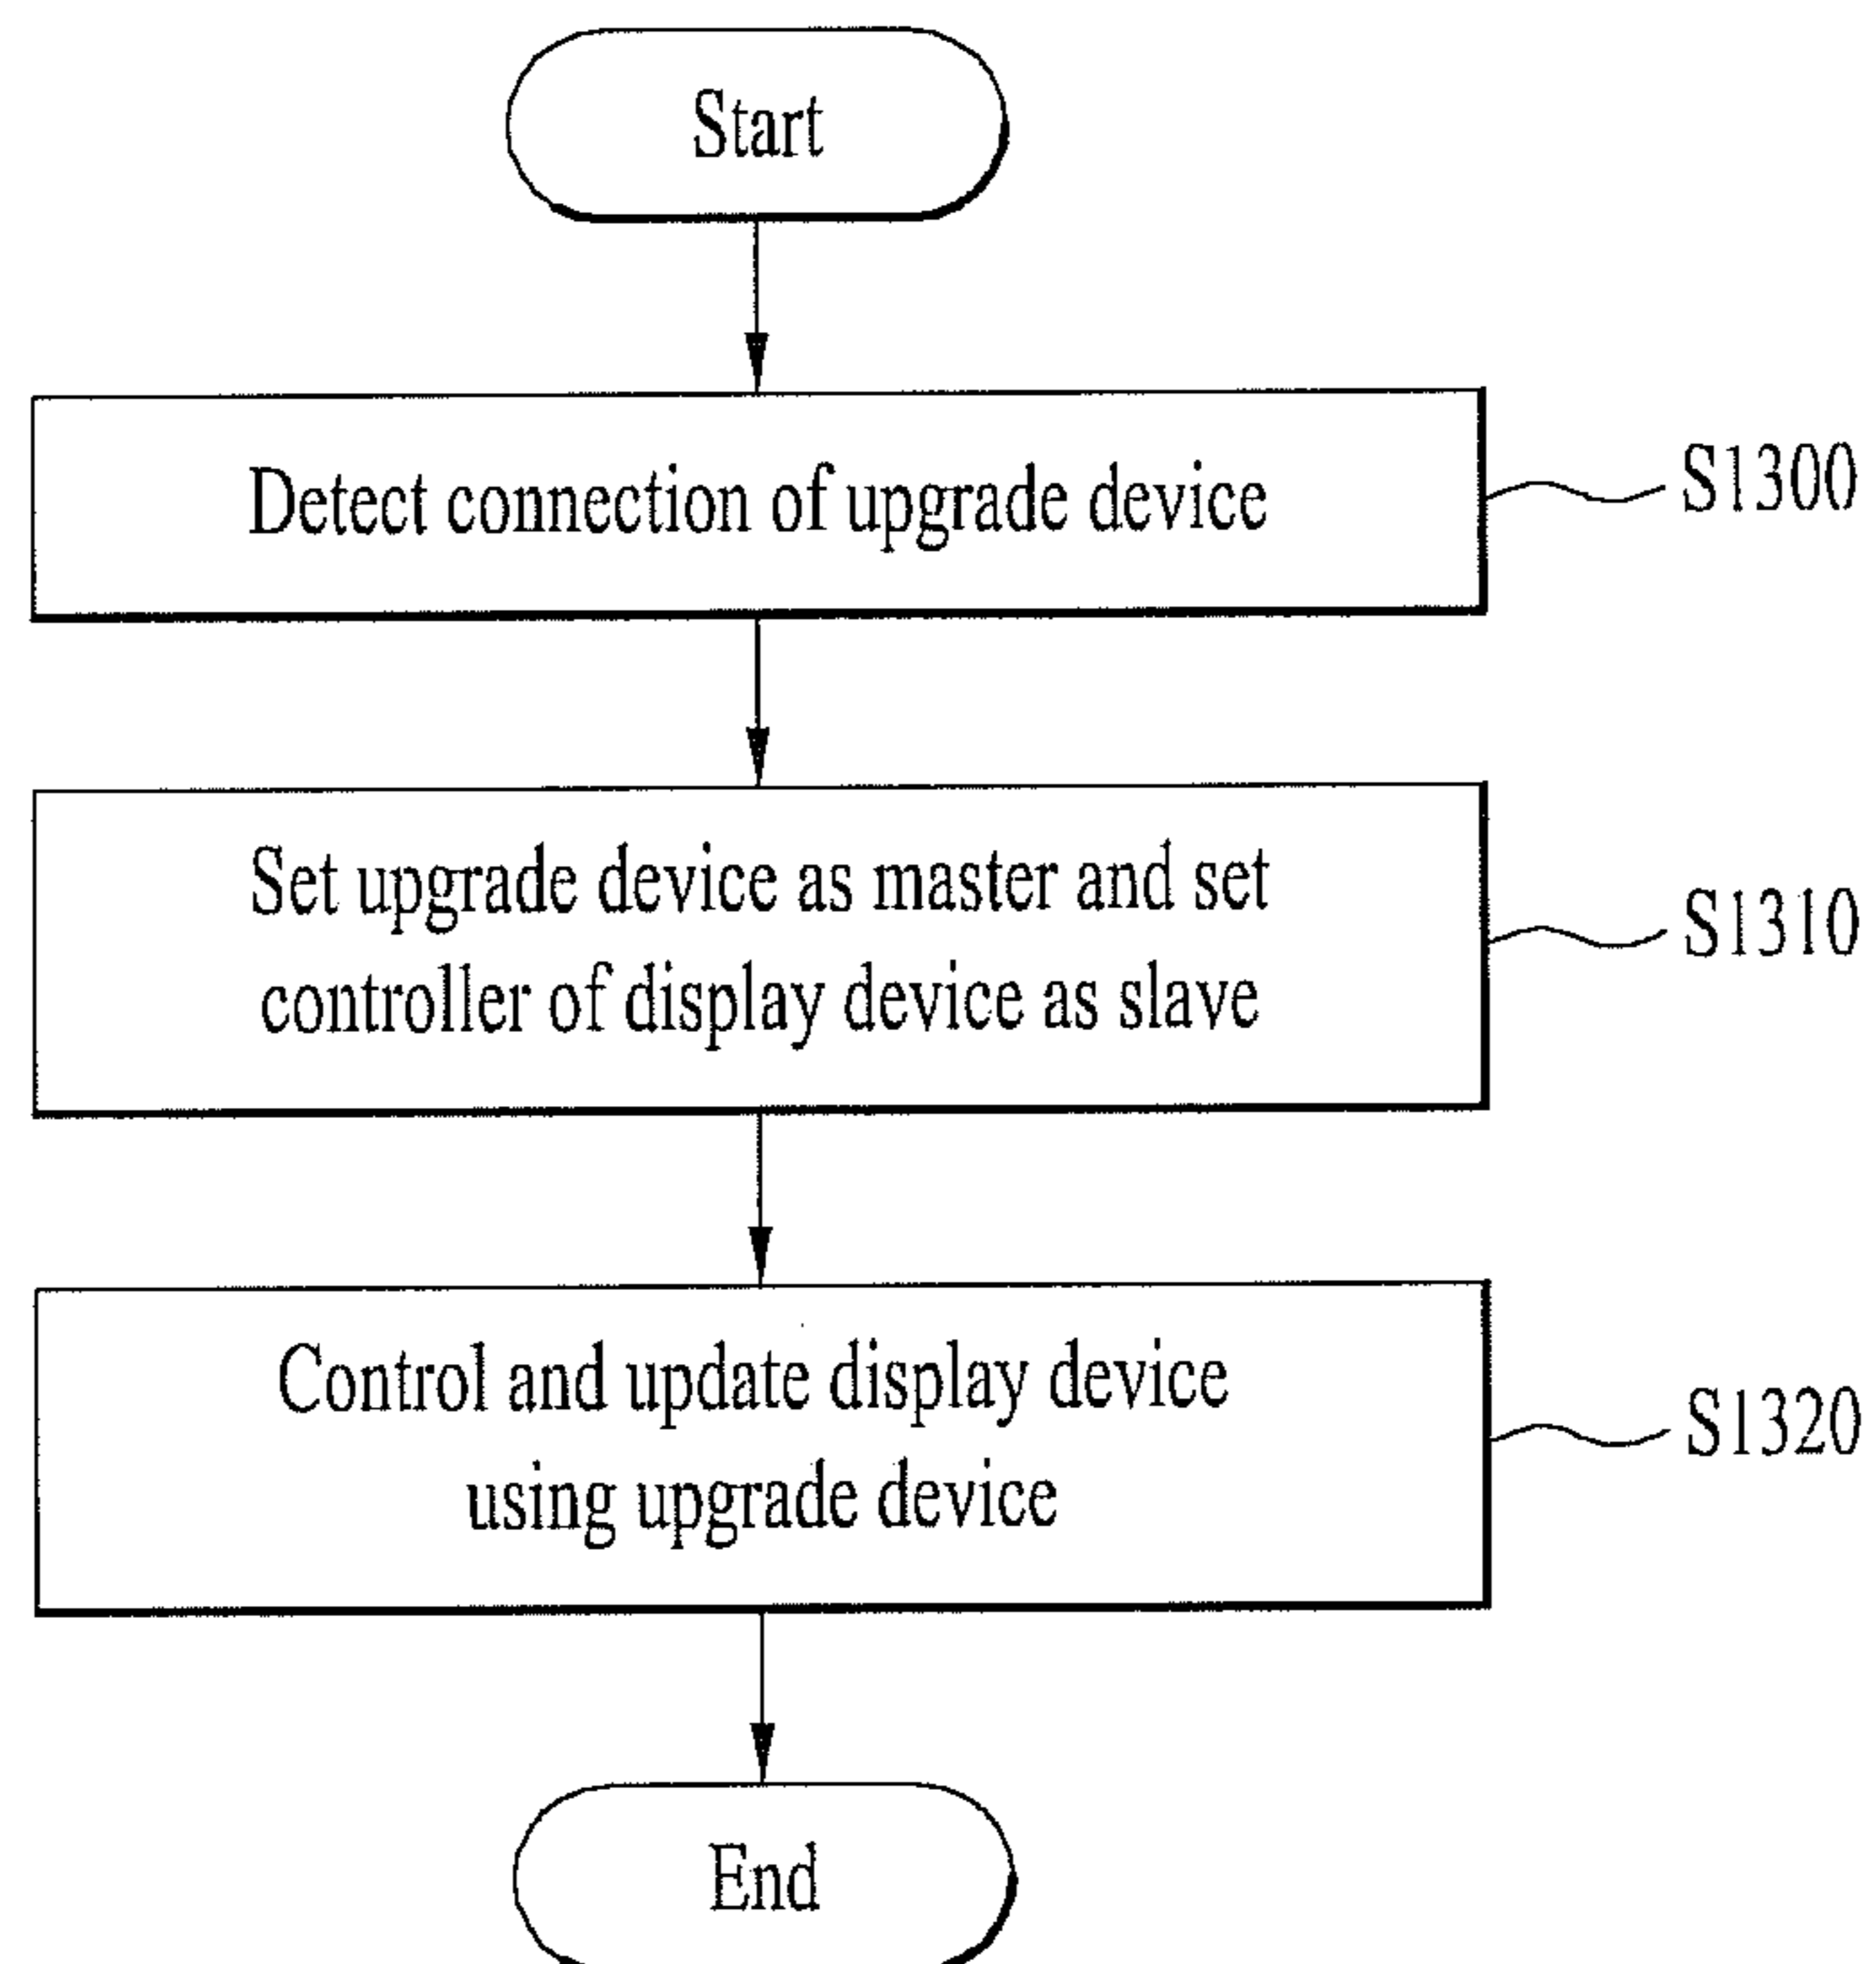 Start
Detect connection of upgrade device
S1300
Set upgrade device as master and set
controller of display device as slave
S1310
Control and update display device
using upgrade device
S1320
End